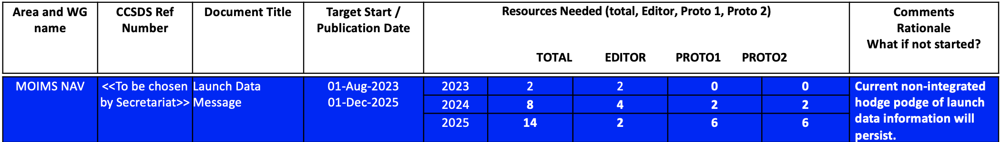 Area and WG
name
CCSDS Ref
Number
Document Title
Target Start /
Publication Date
Resources Needed (total, Editor, Proto 1, Proto 2)
TOTAL EDITOR PROTO1 PROTO2
Comments
Rationale
What if not started?
MOIMS NAV
<<To be chosen
by Secretariat>>
Launch Data
Message
01-Aug-2023
01-Dec-2025
2023 2 2 0 0
2024 8 4 2 2
2025 14 2 6 6
Current non-integrated
hodge podge of launch
data information will
persist.